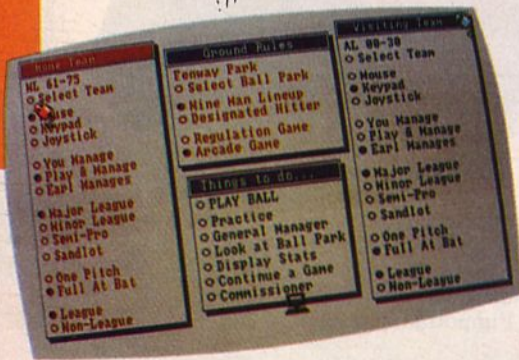 Home Team
NL 61-75
Select Team
Mouse
Keypad
Joystick
You Manage
Play & Manage
Earl Manages
Major League
Minor League
Semi-Pro
Sandlot
One Pitch
Full At Bat
League
Non-League
Ground Rules
Fenway Park
Select Ball Park
Nine Man Lineup
Designated Hitter
Regulation Game
Arcade Game
Things to do...
PLAY BALL
Practice
General Manager
Look at Ball Park
Display Stats
Continue a Game
Commissioner
Visiting Team
AL 00-30
Select Team
Mouse
Keypad
Joystick
You Manage
Play & Manage
Earl Manages
Major League
Minor League
Semi-Pro
Sandlot
One Pitch
Full At Bat
League
Non-League